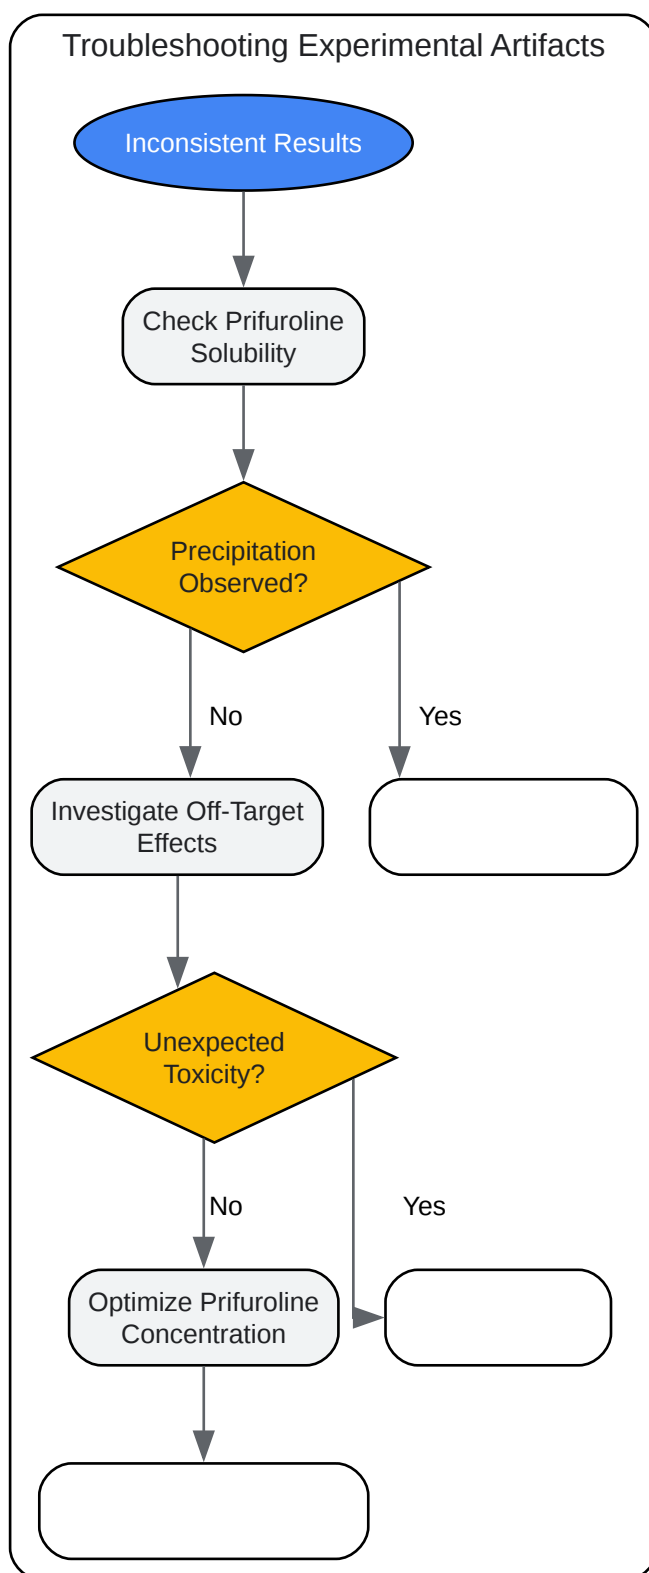 Troubleshooting Experimental Artifacts
Inconsistent Results
Check Prifuroline
Solubility
Precipitation
Observed?
No
Yes
Investigate Off-Target
Effects
Unexpected
Toxicity?
No
Yes
Optimize Prifuroline
Concentration